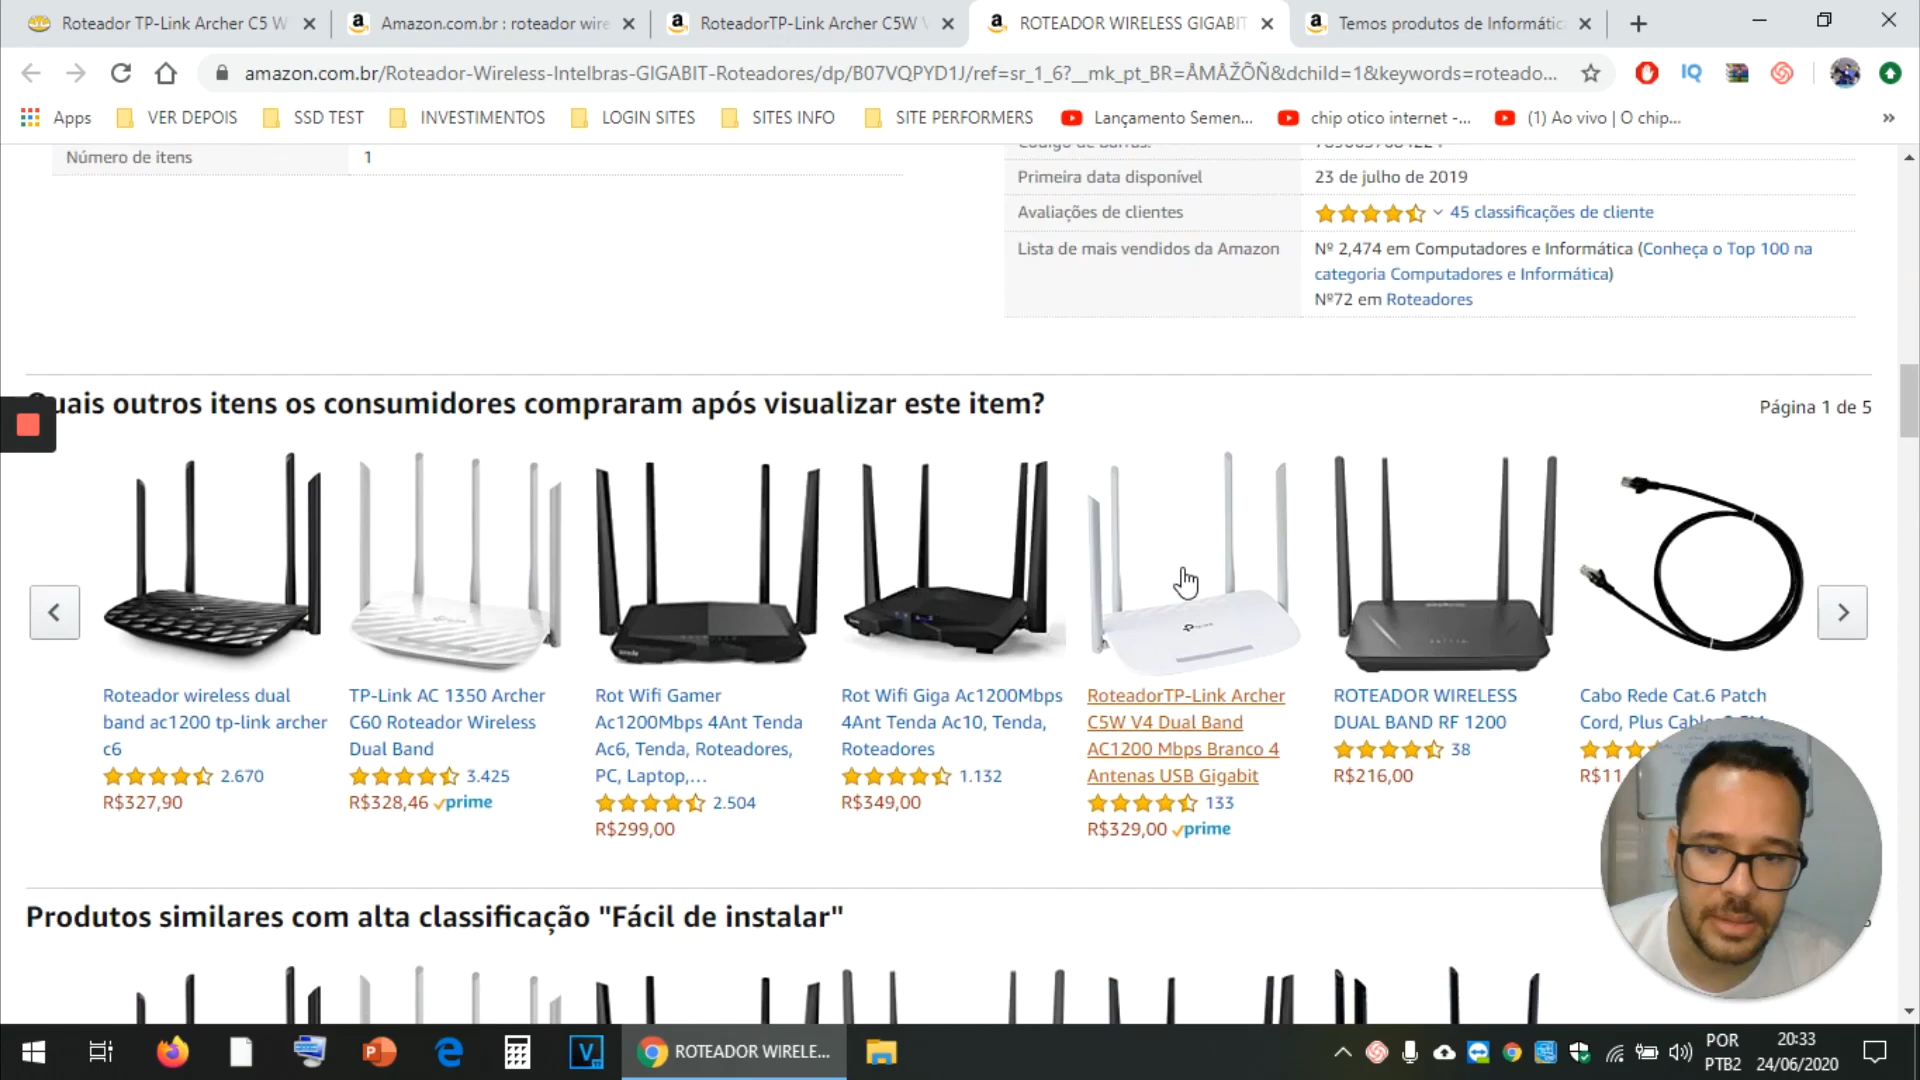 Roteador TP-Link Archer C5 W
Amazon.com.br : roteador wire
RoteadorTP-Link Archer C5W V
ROTEADOR WIRELESS GIGABIT
Temos produtos de Informátic
amazon.com.br/Roteador-Wireless-Intelbras-GIGABIT-Roteadores/dp/B07VQPYD1J/ref=sr_1_6?__mk_pt_BR=ÅMÅŽÕÑ&dchild=1&keywords=roteado...
Apps
VER DEPOIS
SSD TEST
INVESTIMENTOS
LOGIN SITES
SITES INFO
SITE PERFORMERS
Lançamento Semen...
chip otico internet -...
(1) Ao vivo | O chip...
»
Número de itens 1
Primeira data disponível 23 de julho de 2019
Avaliações de clientes 45 classificações de cliente
Lista de mais vendidos da Amazon Nº 2,474 em Computadores e Informática (Conheça o Top 100 na
categoria Computadores e Informática)
Nº72 em Roteadores
uais outros itens os consumidores compraram após visualizar este item?
Página 1 de 5
Roteador wireless dual
band ac1200 tp-link archer
c6
2.670
R$327,90
TP-Link AC 1350 Archer
C60 Roteador Wireless
Dual Band
3.425
R$328,46 prime
Rot Wifi Gamer
Ac1200Mbps 4Ant Tenda
Ac6, Tenda, Roteadores,
PC, Laptop,...
2.504
R$299,00
Rot Wifi Giga Ac1200Mbps
4Ant Tenda Ac10, Tenda,
Roteadores
1.132
R$349,00
RoteadorTP-Link Archer
C5W V4 Dual Band
AC1200 Mbps Branco 4
Antenas USB Gigabit
133
R$329,00 prime
ROTEADOR WIRELESS
DUAL BAND RF 1200
38
R$216,00
Cabo Rede Cat.6 Patch
Cord, Plus Cable
R$11
Produtos similares com alta classificação "Fácil de instalar"
ROTEADOR WIRELE...
POR
PTB2
20:33
24/06/2020